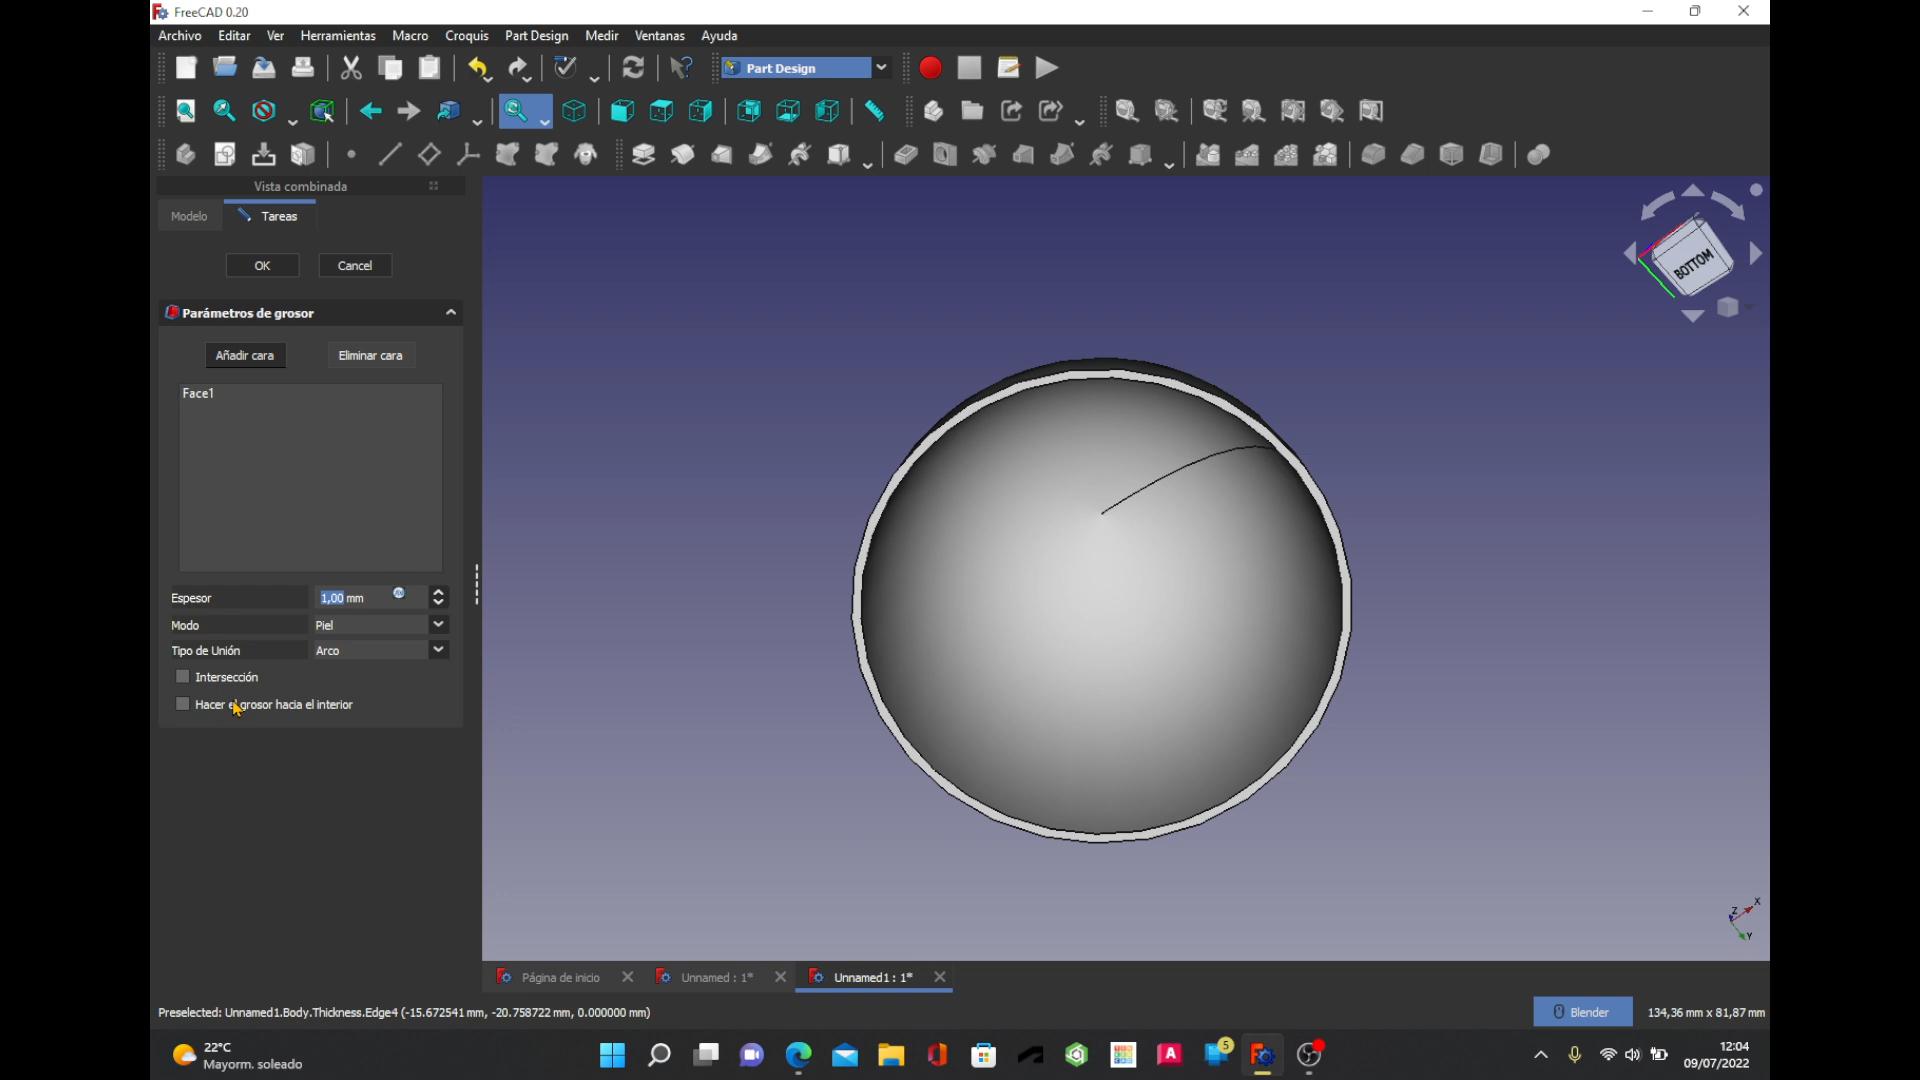 FreeCAD 0.20
Archivo Editar Ver Herramientas Macro Croquis Part Design Medir Ventanas Ayuda
Part Design
Vista combinada
Modelo Tareas
OK Cancel
Parámetros de grosor
Añadir cara Eliminar cara
Face1
Espesor 1,00 mm
Modo Piel
Tipo de Unión Arco
Intersección
Hacer el grosor hacia el interior
BOTTOM
Z X
Y
Página de inicio Unnamed : 1* Unnamed1 : 1*
Preselected: Unnamed1.Body.Thickness.Edge4 (-15.672541 mm, -20.758722 mm, 0.000000 mm)
Blender 134,36 mm x 81,87 mm
22°C
Mayorm. soleado
5
A
12:04
09/07/2022